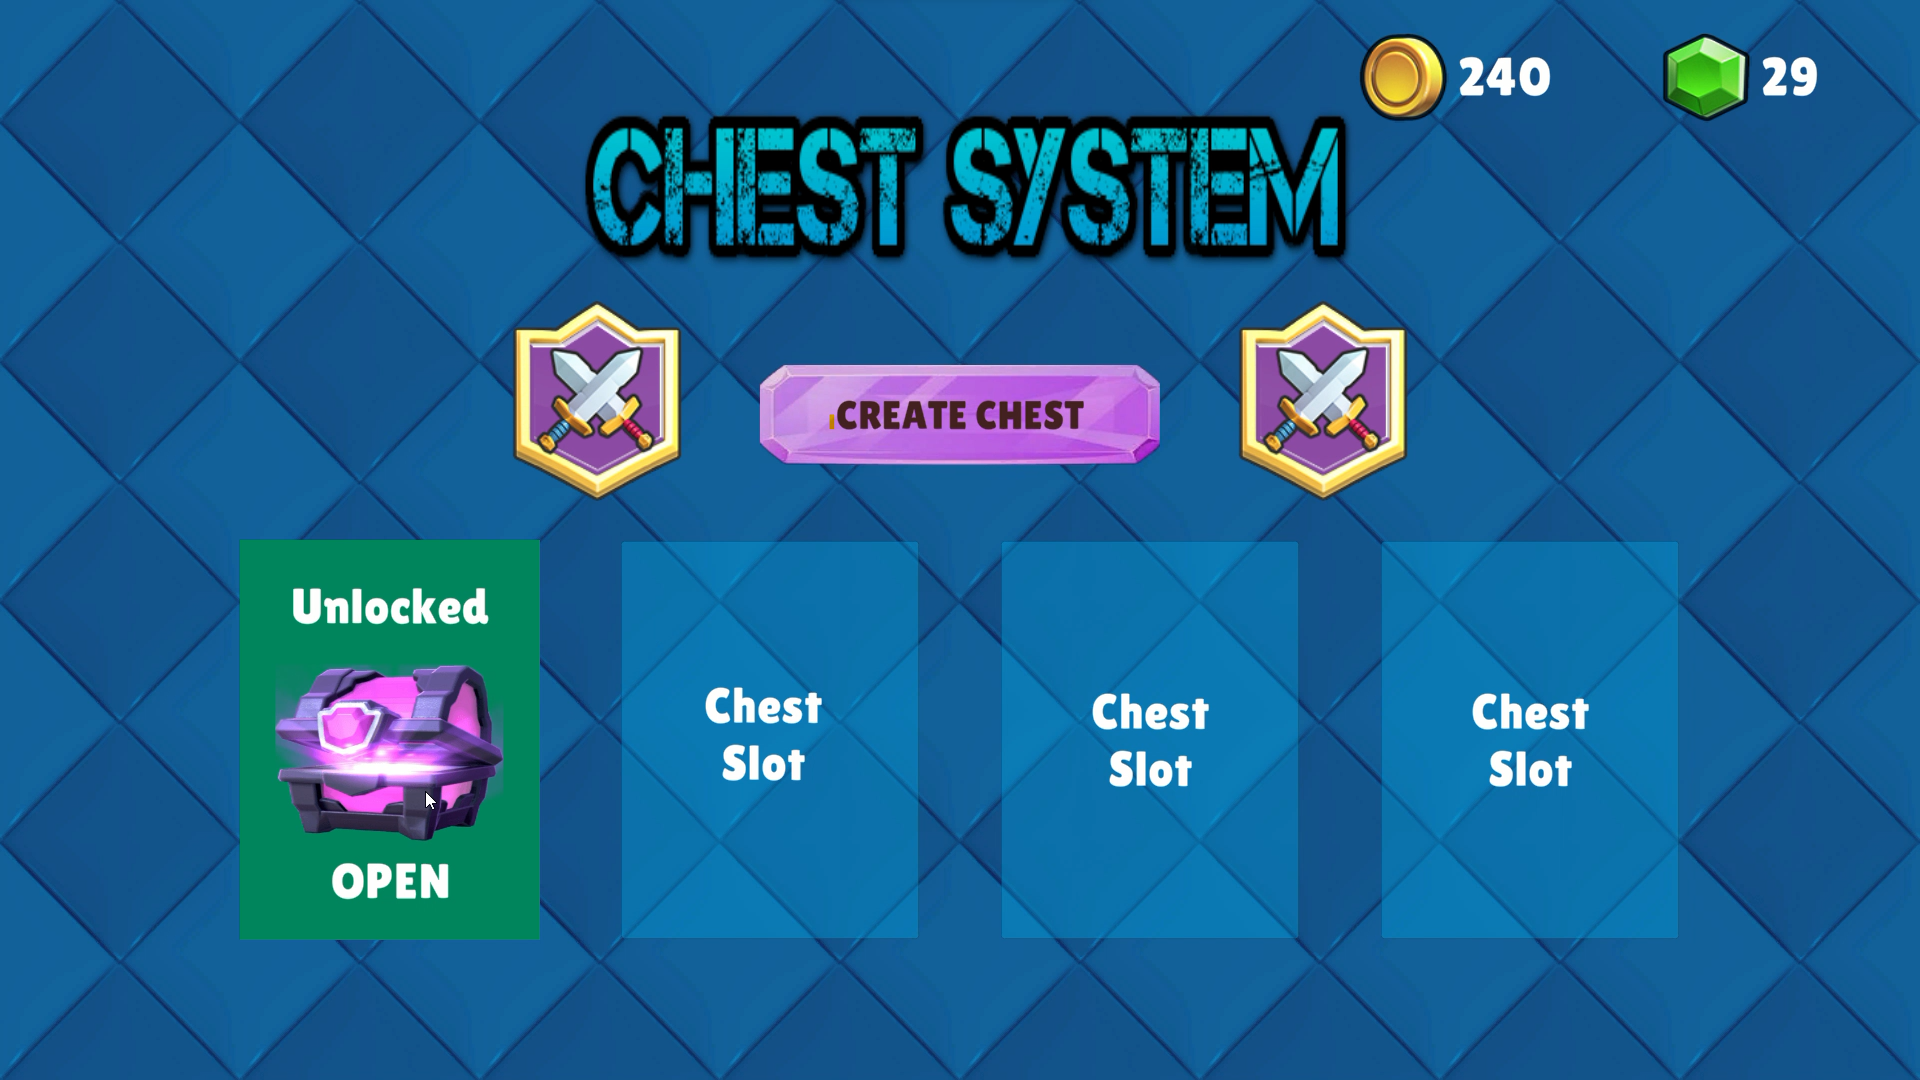 240
29
CHEST SYSTEM
CREATE CHEST
Unlocked
OPEN
Chest
Slot
Chest
Slot
Chest
Slot